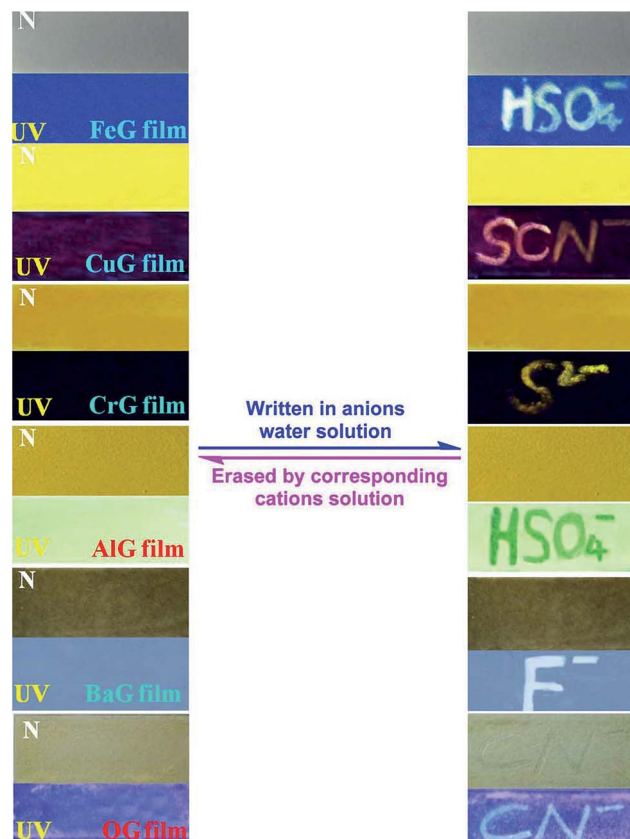 N
UV FeG film
HSO₄⁻
N
UV CuG film
SCN⁻
N
UV CrG film
S²⁻
Written in anions
water solution
Erased by corresponding
cations solution
N
UV AlG film
HSO₄⁻
N
UV BaG film
F⁻
N
CN⁻
UV OG film
CN⁻